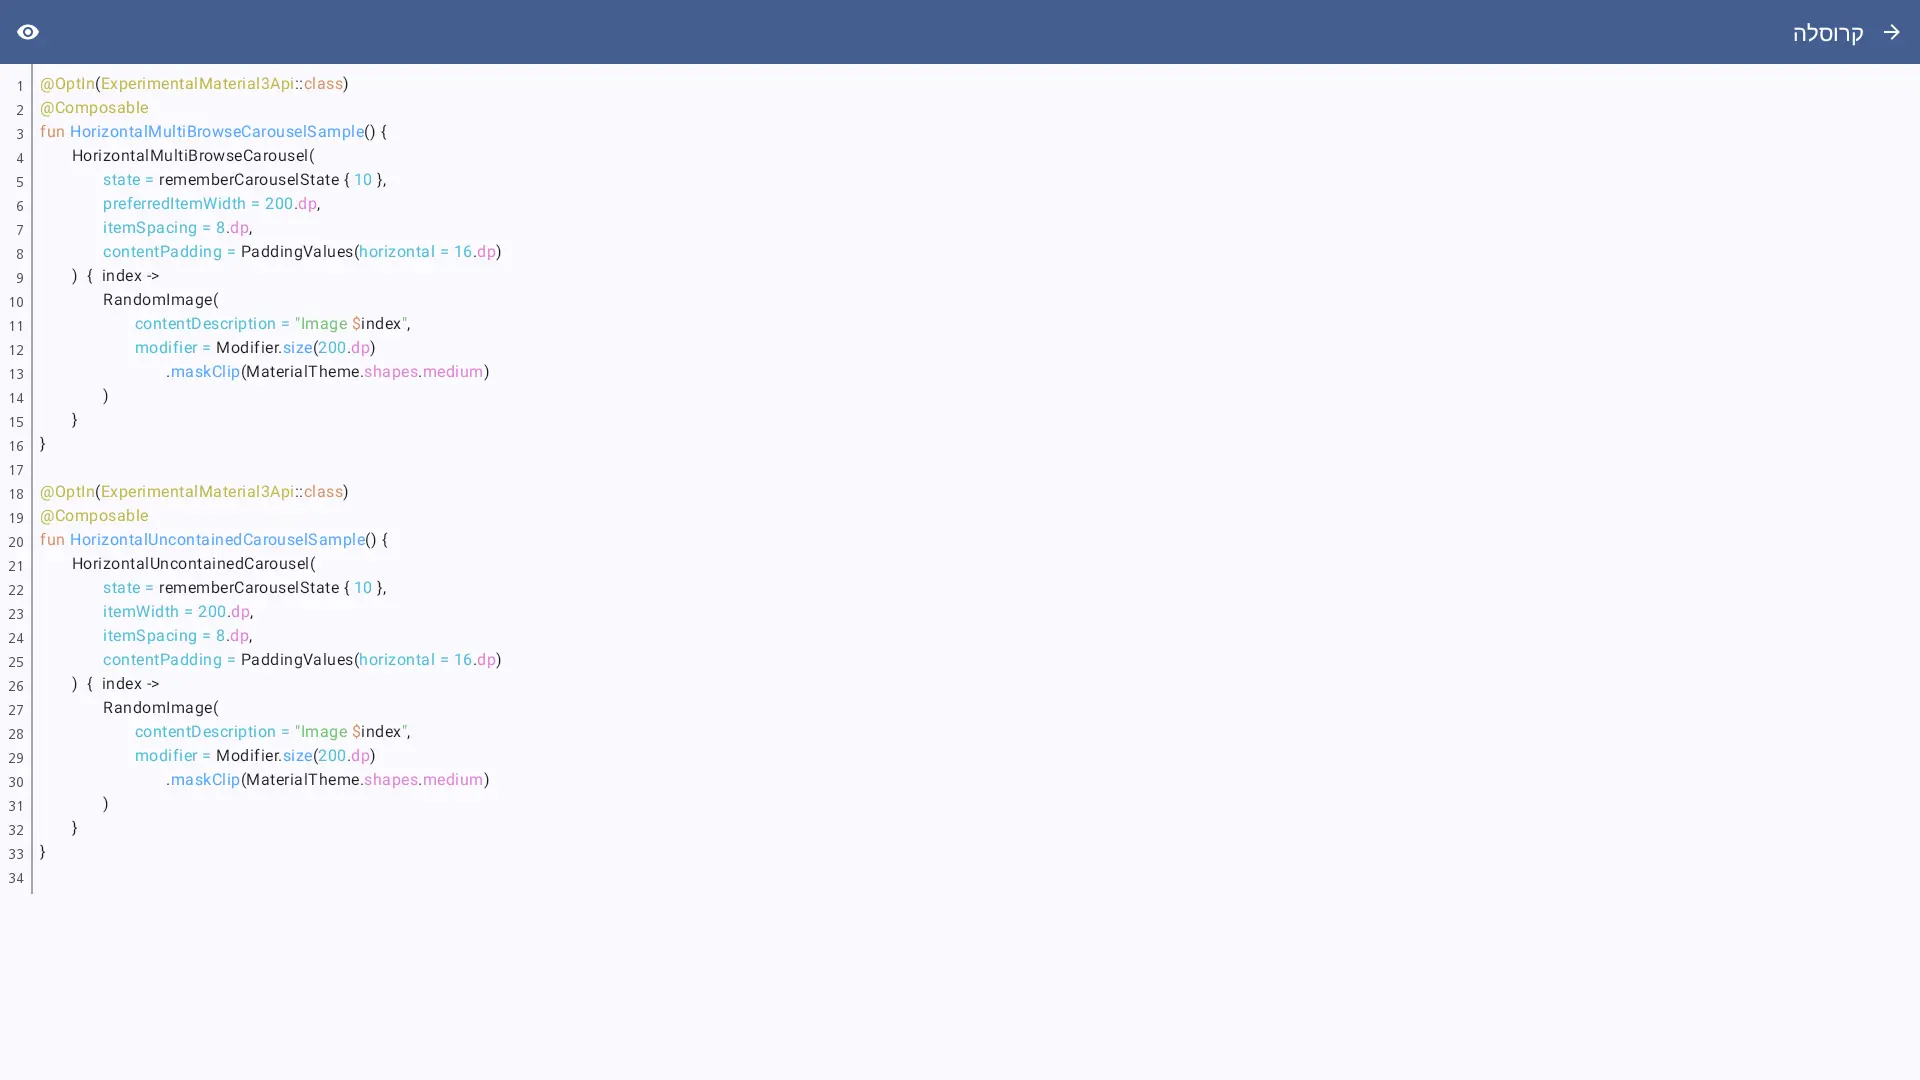 קרוסלה
1 @OptIn(ExperimentalMaterial3Api::class)
2 @Composable
3 fun HorizontalMultiBrowseCarouselSample() {
4 HorizontalMultiBrowseCarousel(
5 state = rememberCarouselState { 10 },
6 preferredItemWidth = 200.dp,
7 itemSpacing = 8.dp,
8 contentPadding = PaddingValues(horizontal = 16.dp)
9 ) { index ->
10 RandomImage(
11 contentDescription = "Image $index",
12 modifier = Modifier.size(200.dp)
13 .maskClip(MaterialTheme.shapes.medium)
14 )
15 }
16 }
17
18 @OptIn(ExperimentalMaterial3Api::class)
19 @Composable
20 fun HorizontalUncontainedCarouselSample() {
21 HorizontalUncontainedCarousel(
22 state = rememberCarouselState { 10 },
23 itemWidth = 200.dp,
24 itemSpacing = 8.dp,
25 contentPadding = PaddingValues(horizontal = 16.dp)
26 ) { index ->
27 RandomImage(
28 contentDescription = "Image $index",
29 modifier = Modifier.size(200.dp)
30 .maskClip(MaterialTheme.shapes.medium)
31 )
32 }
33 }
34